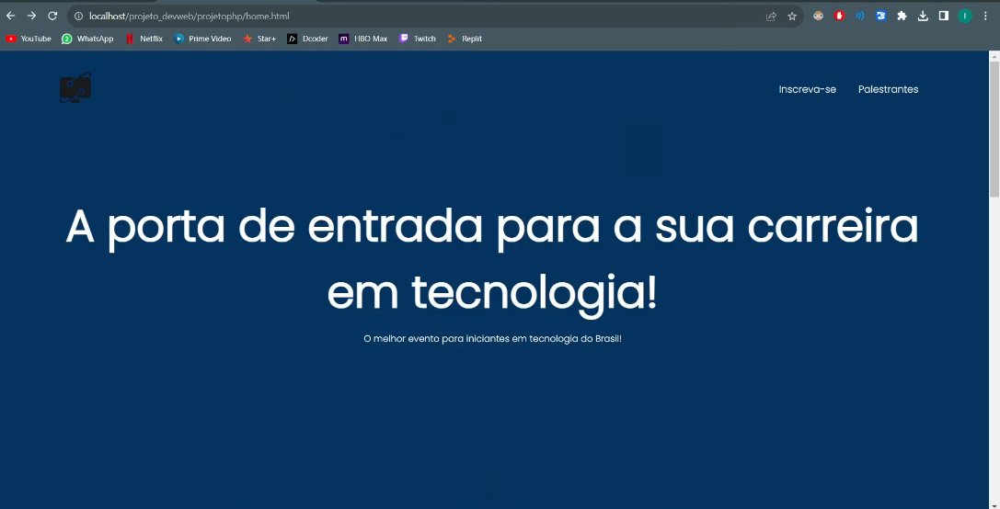 localhost/projeto_devweb/projetophp/home.html
I
YouTube
2
WhatsApp
Netflix
Prime Video
Star+
Dcoder
m
HBO Max
Twitch
Replit
Inscreva-se
Palestrantes
A porta de entrada para a sua carreira
em tecnologia!
O melhor evento para iniciantes em tecnologia do Brasil!